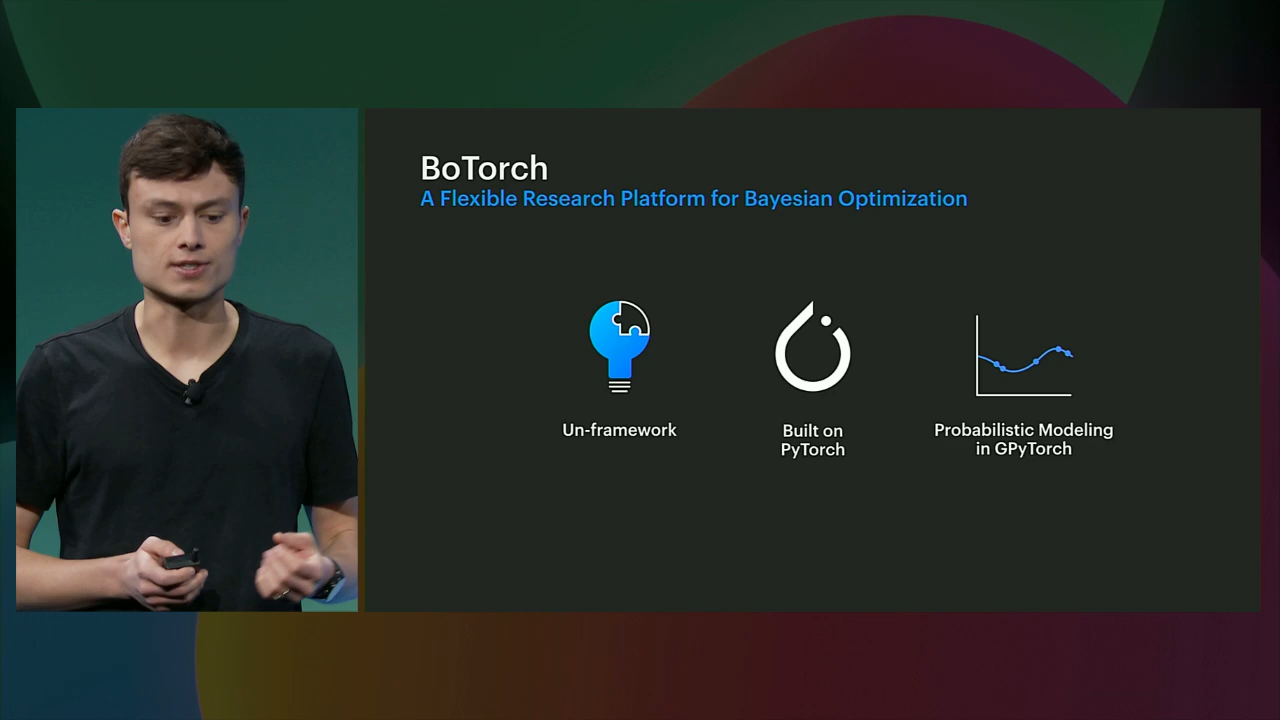 BoTorch
A Flexible Research Platform for Bayesian Optimization
Un-framework
Built on
PyTorch
Probabilistic Modeling
in GPyTorch